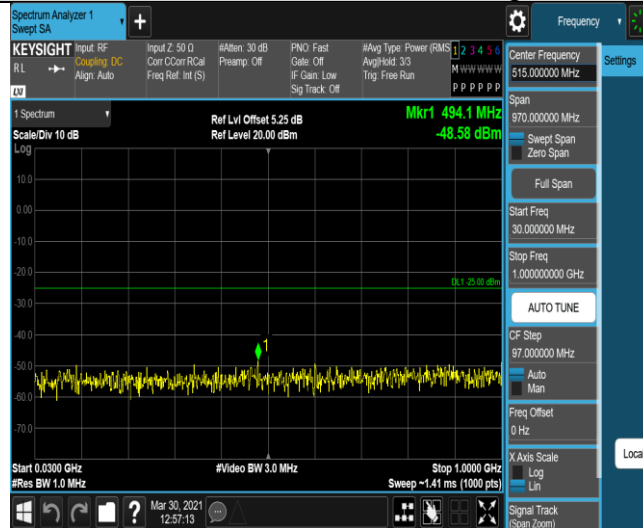 Spectrum Analyzer 1
Swept SA
Frequency
KEYSIGHT
RL
LXI
Input: RF
Coupling: DC
Align: Auto
Input Z: 50 Ω
Corr CCorr RCal
Freq Ref: Int (S)
#Atten: 30 dB
Preamp: Off
PNO: Fast
Gate: Off
IF Gain: Low
Sig Track: Off
#Avg Type: Power (RMS
Avg|Hold: 3/3
Trig: Free Run
1 2 3 4 5 6
M W W W W W
P P P P P P
1 Spectrum
Scale/Div 10 dB
Log
Ref Lvl Offset 5.25 dB
Ref Level 20.00 dBm
Mkr1 494.1 MHz
-48.58 dBm
10.0
0.00
-10.0
-20.0
DL1 -25.00 dBm
1
-40.0
-50.0
-60.0
-70.0
Start 0.0300 GHz
#Res BW 1.0 MHz
#Video BW 3.0 MHz
Stop 1.0000 GHz
Sweep ~1.41 ms (1000 pts)
Center Frequency
515.000000 MHz
Settings
Span
970.000000 MHz
Swept Span
Zero Span
Full Span
Start Freq
30.000000 MHz
Stop Freq
1.000000000 GHz
AUTO TUNE
CF Step
97.000000 MHz
Auto
Man
Freq Offset
0 Hz
X Axis Scale
Log
Lin
Local
Signal Track
(Span Zoom)
Mar 30, 2021
12:57:13